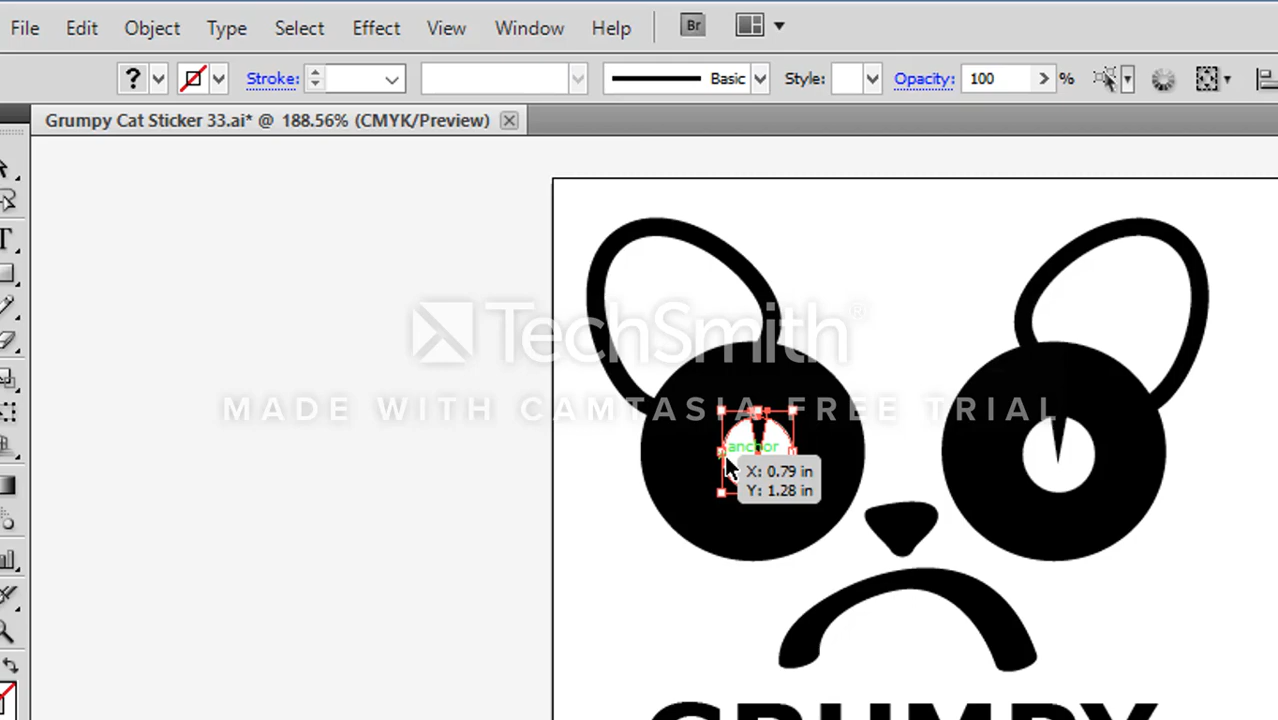 File Edit Object Type Select Effect View Window Help Br
? Stroke: Basic Style: Opacity: 100 %
Grumpy Cat Sticker 33.ai* @ 188.56% (CMYK/Preview)
T
TechSmith®
MADE WITH CAMTASIA FREE TRIAL
anchor
X: 0.79 in
Y: 1.28 in
GRUMPY